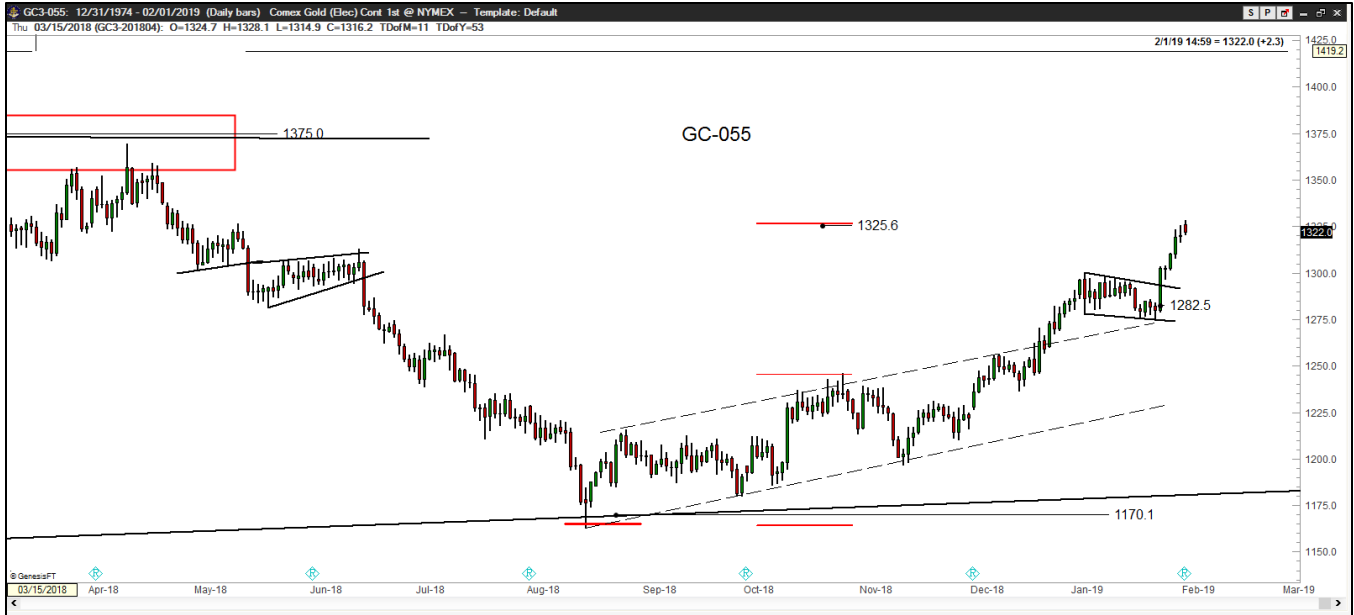 GC3-055: 12/31/1974 - 02/01/2019 (Daily bars) Comex Gold (Elec) Cont 1st @ NYMEX — Template: Default
S P
Thu 03/15/2018 (GC3-201804): O=1324.7 H=1328.1 L=1314.9 C=1316.2 TDofM=11 TDofY=53
2/1/19 14:59 = 1322.0 (+2.3)
1425.0
1419.2
1400.0
1375.0
GC-055
1375.0
1350.0
1325.6
1325.0
1322.0
1300.0
1282.5
1275.0
1250.0
1225.0
1200.0
1175.0
1170.1
1150.0
© GenesisFT
R R R R R R
03/15/2018 Apr-18 May-18 Jun-18 Jul-18 Aug-18 Sep-18 Oct-18 Nov-18 Dec-18 Jan-19 Feb-19 Mar-19